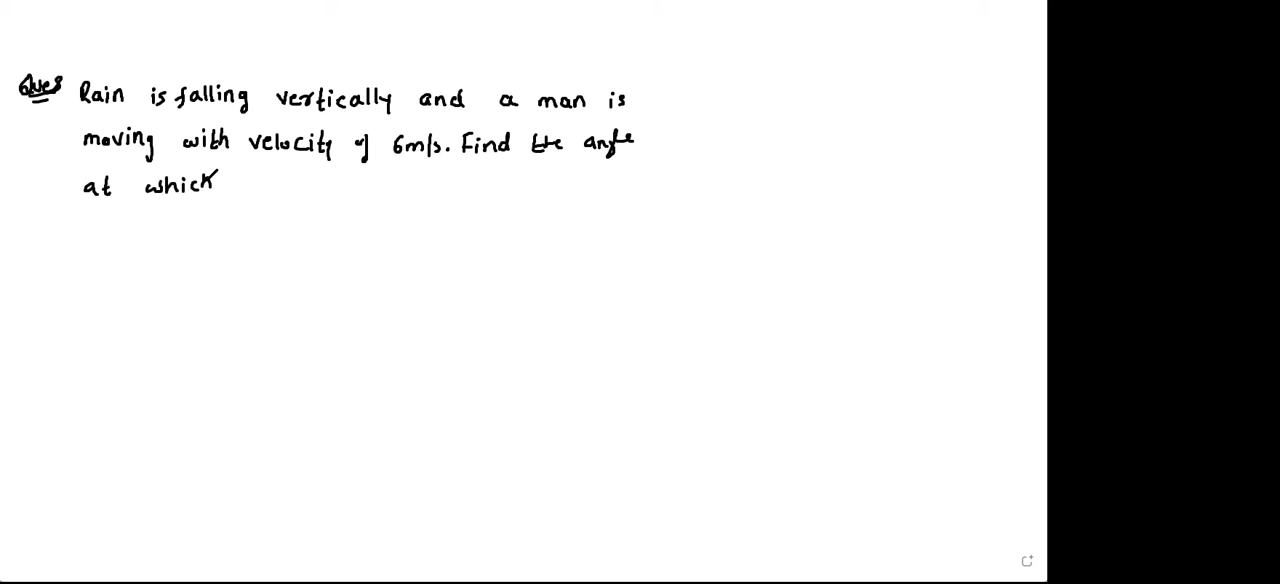 Ques Rain is falling vertically and a man is
moving with velocity of 6m/s. Find the angle
at which